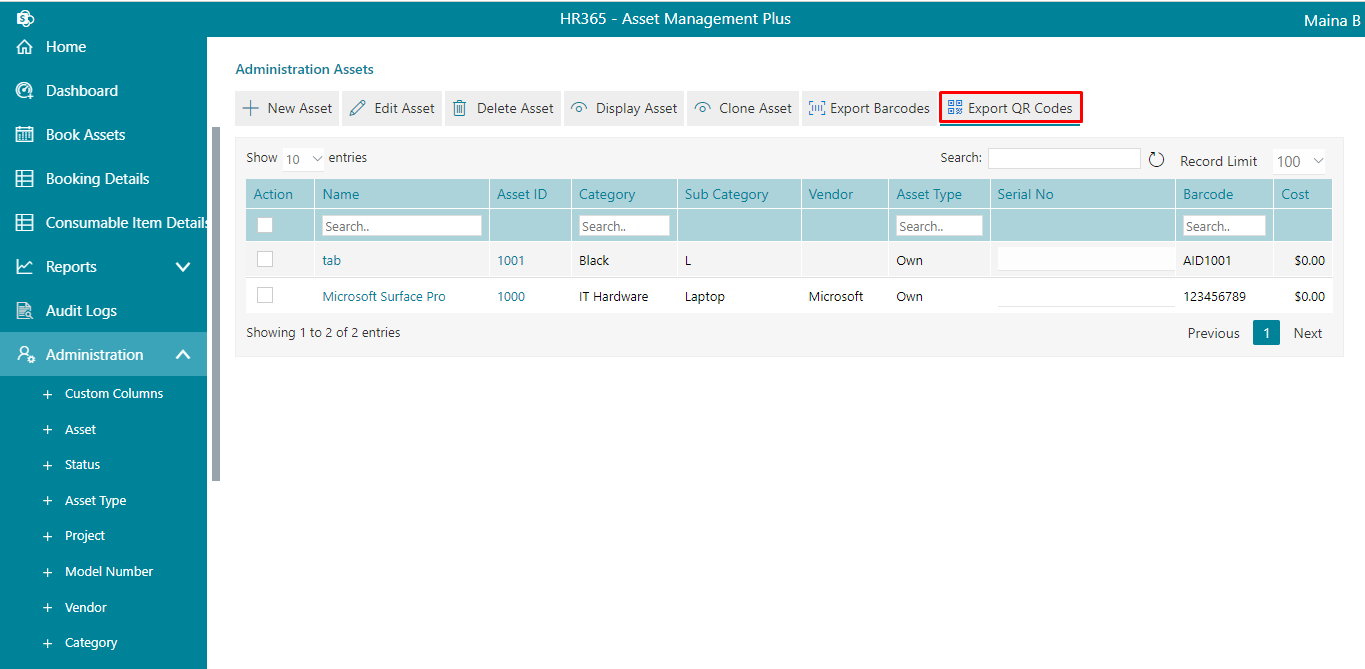 HR365 - Asset Management Plus
Maina B
Home
Dashboard
Book Assets
Booking Details
Consumable Item Details
Reports
Audit Logs
Administration
+ Custom Columns
+ Asset
+ Status
+ Asset Type
+ Project
+ Model Number
+ Vendor
+ Category
Administration Assets
New Asset Edit Asset Delete Asset Display Asset Clone Asset Export Barcodes Export QR Codes
Show 10 entries Search: Record Limit 100
Action Name Asset ID Category Sub Category Vendor Asset Type Serial No Barcode Cost
Search.. Search.. Search.. Search..
tab 1001 Black L Own AID1001 $0.00
Microsoft Surface Pro 1000 IT Hardware Laptop Microsoft Own 123456789 $0.00
Showing 1 to 2 of 2 entries Previous 1 Next